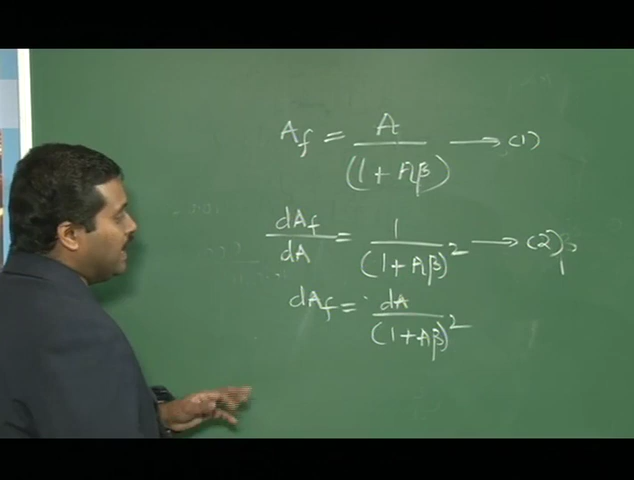 Af = A / (1 + Aβ) → (1)
dAf / dA = 1 / (1 + Aβ)² → (2)
dAf = dA / (1 + Aβ)²